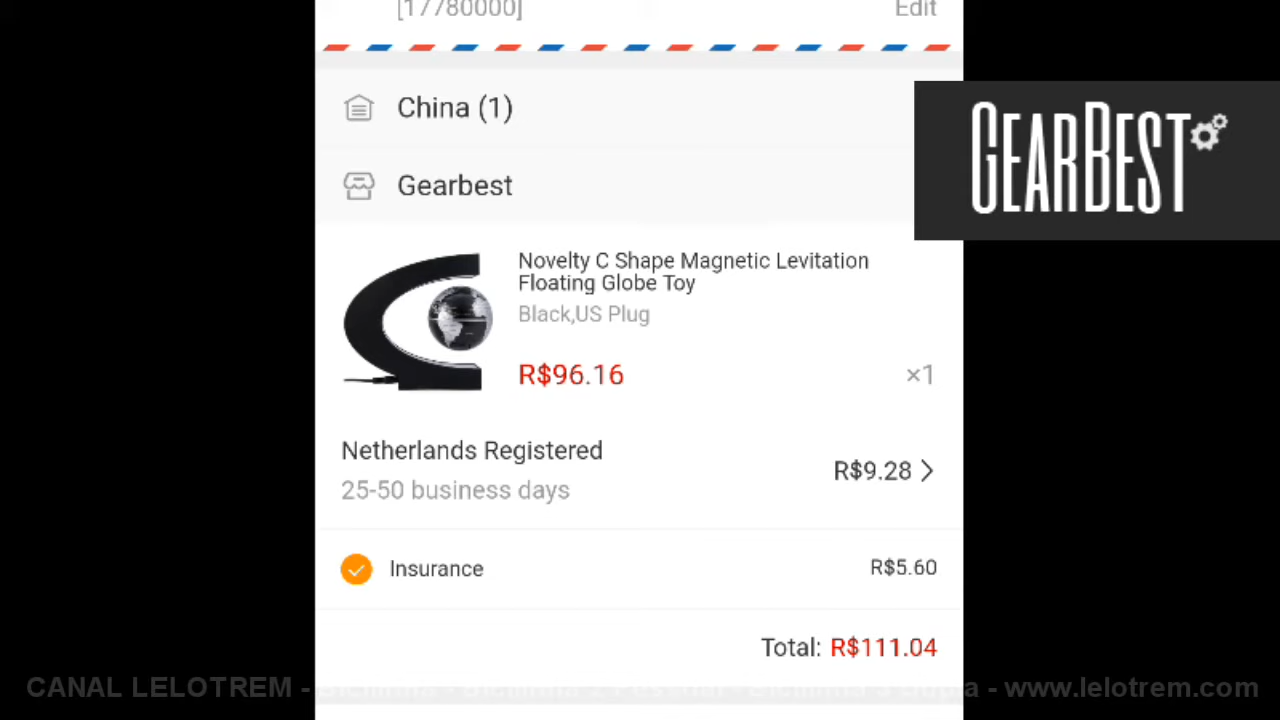 [17780000]
Edit
China (1)
GEARBEST
Gearbest
Novelty C Shape Magnetic Levitation
Floating Globe Toy
Black,US Plug
R$96.16
×1
Netherlands Registered
25-50 business days
R$9.28
Insurance
R$5.60
Total: R$111.04
CANAL LELOTREM - - www.lelotrem.com